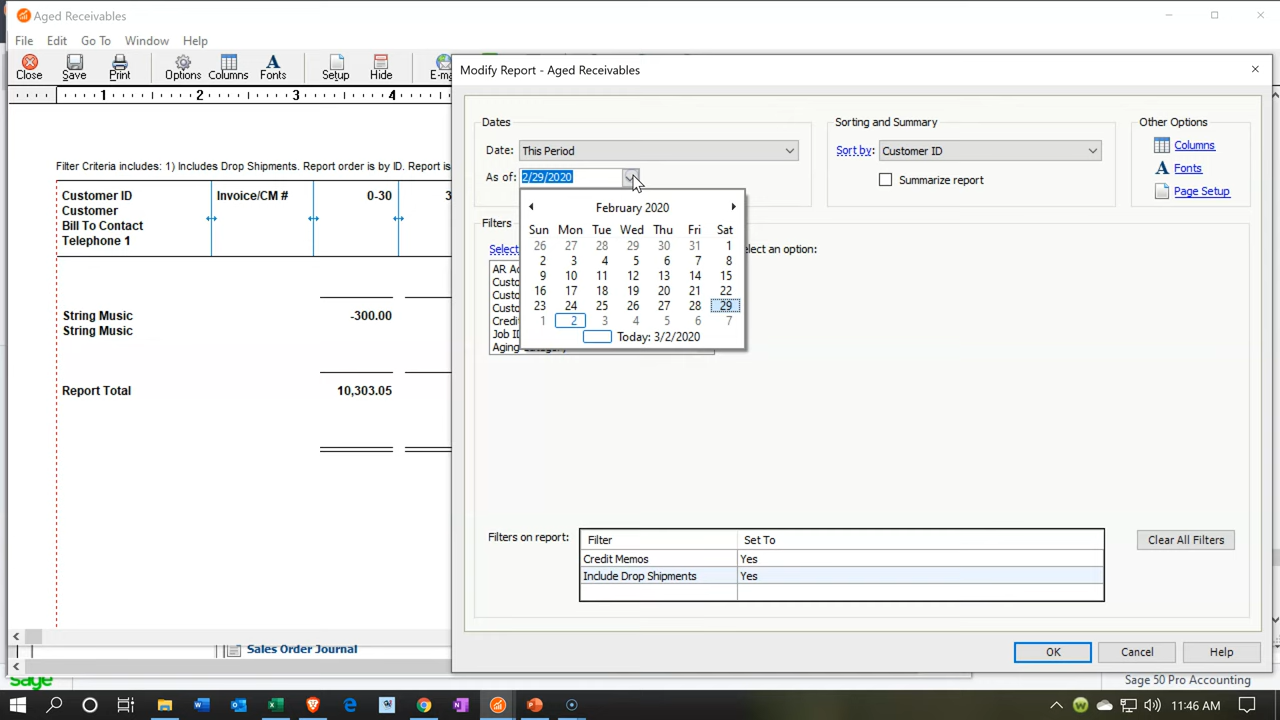 Aged Receivables
File Edit Go To Window Help
Close Save Print Options Columns Fonts Setup Hide
1 2 3 4
Filter Criteria includes: 1) Includes Drop Shipments. Report order is by ID. Report is
Customer ID Invoice/CM # 0-30 3
Customer
Bill To Contact
Telephone 1
String Music -300.00
String Music
Report Total 10,303.05
Sales Order Journal
sage
Modify Report - Aged Receivables
Dates
Date: This Period
As of: 2/29/2020
February 2020
Sun Mon Tue Wed Thu Fri Sat
26 27 28 29 30 31 1
2 3 4 5 6 7 8
9 10 11 12 13 14 15
16 17 18 19 20 21 22
23 24 25 26 27 28 29
1 2 3 4 5 6 7
Today: 3/2/2020
Sorting and Summary
Sort by: Customer ID
Summarize report
Other Options
Columns
Fonts
Page Setup
Filters
Select
elect an option:
AR Ac
Custo
Custo
Custo
Credit
Job ID
Aging Category
Filters on report:
Filter Set To
Credit Memos Yes
Include Drop Shipments Yes
Clear All Filters
OK Cancel Help
Sage 50 Pro Accounting
11:46 AM